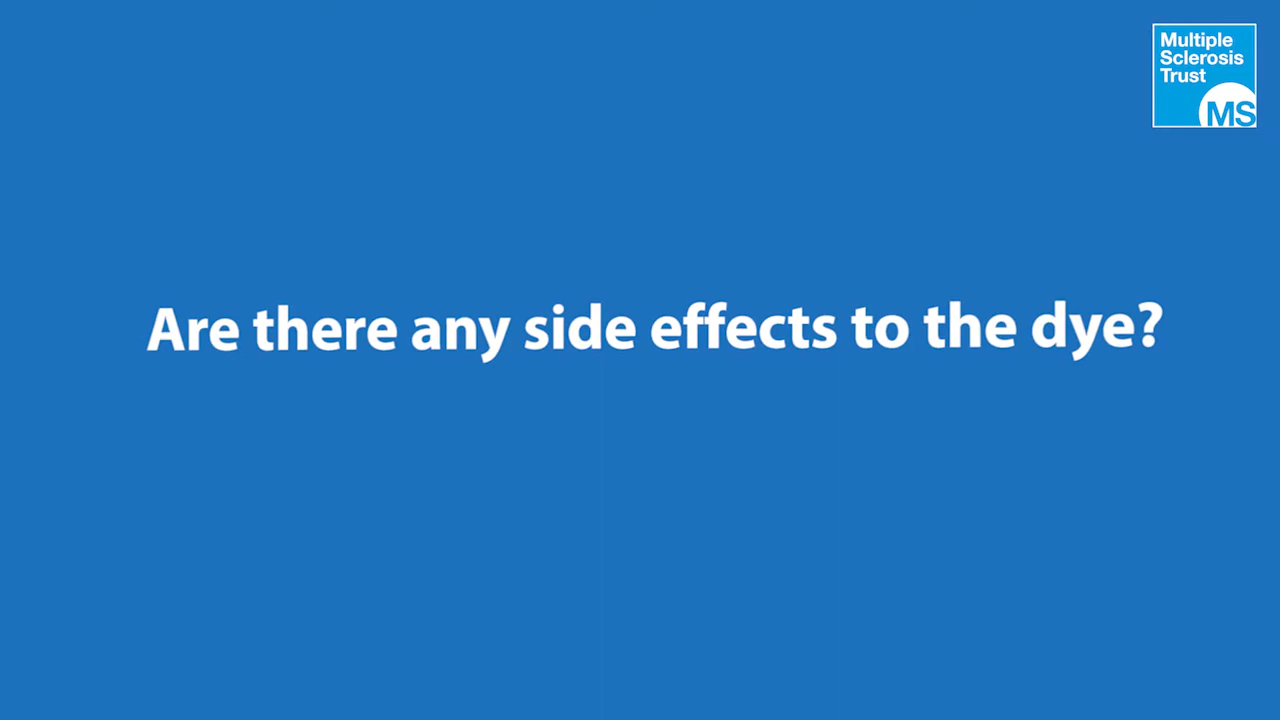 Multiple
Sclerosis
Trust
MS
Are there any side effects to the dye?